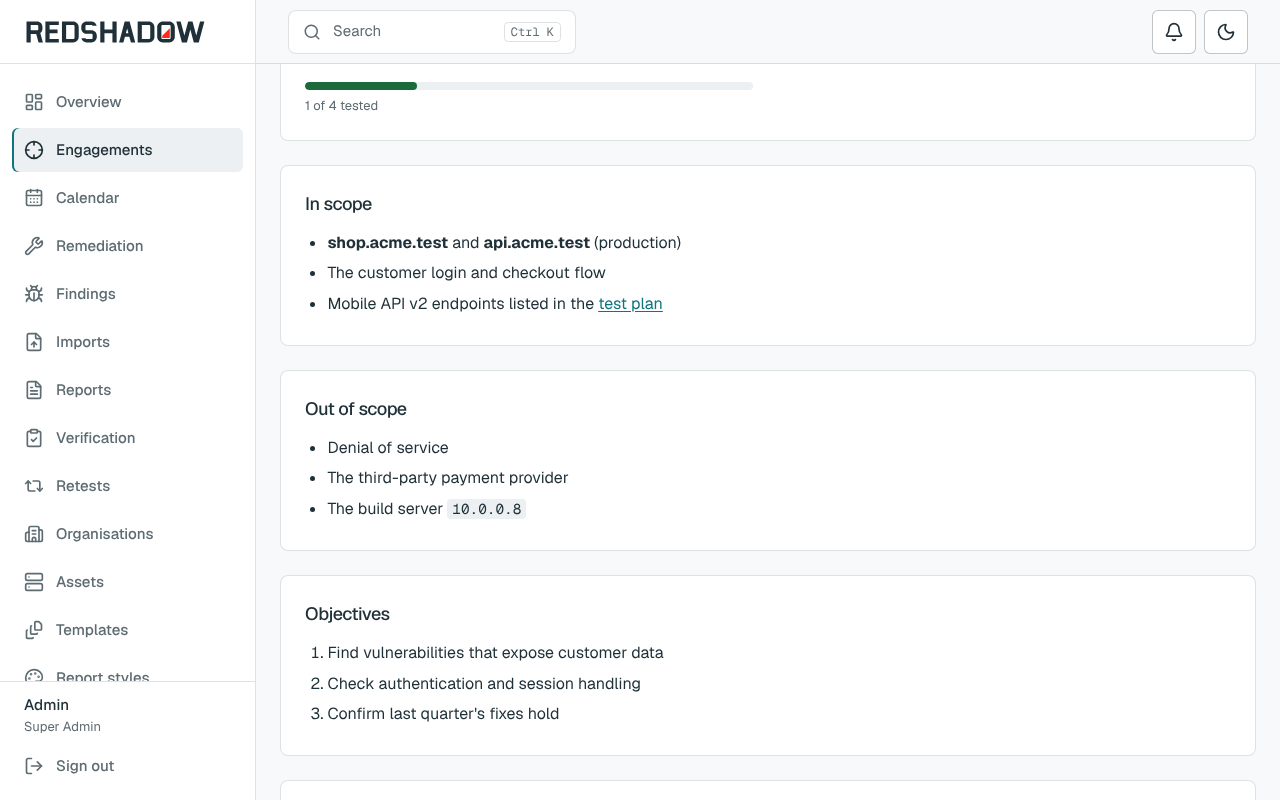 REDSHADOW
Search
Ctrl K
Overview
Engagements
Calendar
Remediation
Findings
Imports
Reports
Verification
Retests
Organisations
Assets
Templates
Report styles
Admin
Super Admin
Sign out
1 of 4 tested
In scope
• shop.acme.test and api.acme.test (production)
• The customer login and checkout flow
• Mobile API v2 endpoints listed in the test plan
Out of scope
• Denial of service
• The third-party payment provider
• The build server 10.0.0.8
Objectives
1. Find vulnerabilities that expose customer data
2. Check authentication and session handling
3. Confirm last quarter's fixes hold